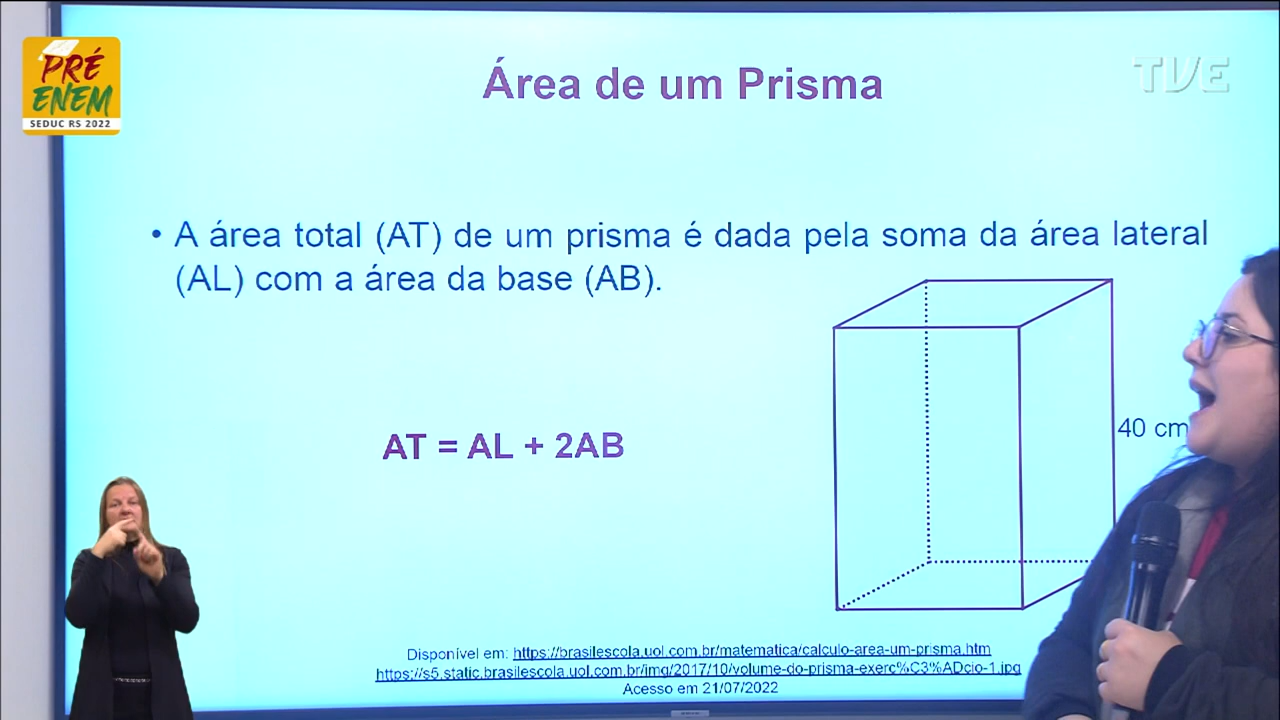 PRÉ
ENEM
SEDUC RS 2022
TVE
Área de um Prisma
• A área total (AT) de um prisma é dada pela soma da área lateral
(AL) com a área da base (AB).
AT = AL + 2AB
40 cm
Disponível em: https://brasilescola.uol.com.br/matematica/calculo-area-um-prisma.htm
https://s5.static.brasilescola.uol.com.br/img/2017/10/volume-do-prisma-exerc%C3%ADcio-1.jpg
Acesso em 21/07/2022